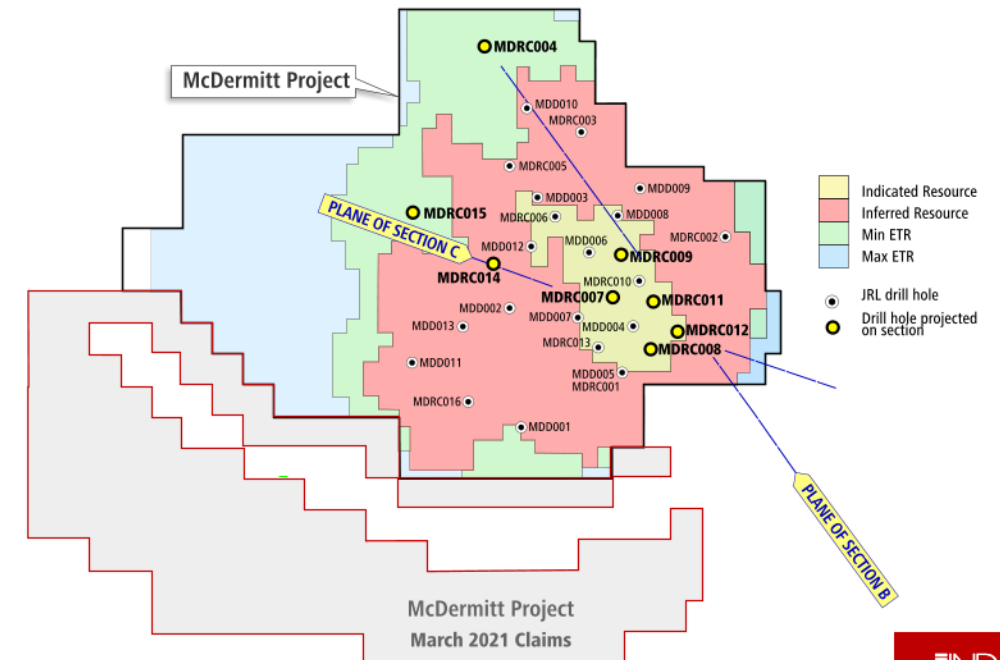 MDRC004
McDermitt Project
MDD010
MDRC003
MDRC005
MDD009
MDD003
PLANE OF SECTION C
MDRC015
MDRC006
MDD008
MDRC002
MDD012
MDD006
MDRC009
MDRC014
MDRC010
MDRC007
MDRC011
MDD002
MDD007
MDD013
MDD004
MDRC012
MDRC013
MDRC008
MDD011
MDD005
MDRC001
MDRC016
MDD001
Indicated Resource
Inferred Resource
Min ETR
Max ETR
JRL drill hole
Drill hole projected
on section
PLANE OF SECTION B
McDermitt Project
March 2021 Claims